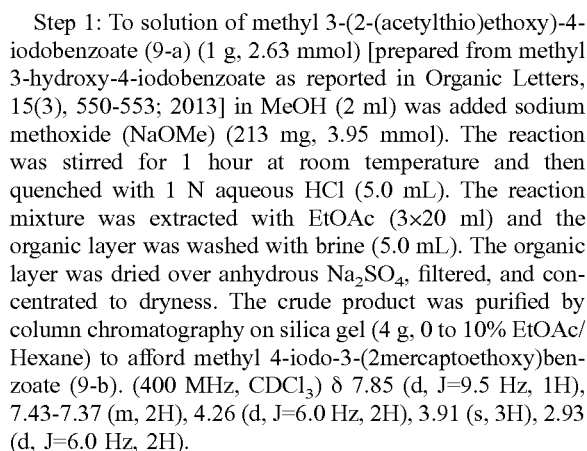 Step 1: To solution of methyl 3-(2-(acetylthio)ethoxy)-4-
iodobenzoate (9-a) (1 g, 2.63 mmol) [prepared from methyl
3-hydroxy-4-iodobenzoate as reported in Organic Letters,
15(3), 550-553; 2013] in MeOH (2 ml) was added sodium
methoxide (NaOMe) (213 mg, 3.95 mmol). The reaction
was stirred for 1 hour at room temperature and then
quenched with 1 N aqueous HCl (5.0 mL). The reaction
mixture was extracted with EtOAc (3×20 ml) and the
organic layer was washed with brine (5.0 mL). The organic
layer was dried over anhydrous Na₂SO₄, filtered, and con-
centrated to dryness. The crude product was purified by
column chromatography on silica gel (4 g, 0 to 10% EtOAc/
Hexane) to afford methyl 4-iodo-3-(2mercaptoethoxy)ben-
zoate (9-b). (400 MHz, CDCl₃) δ 7.85 (d, J=9.5 Hz, 1H),
7.43-7.37 (m, 2H), 4.26 (d, J=6.0 Hz, 2H), 3.91 (s, 3H), 2.93
(d, J=6.0 Hz, 2H).